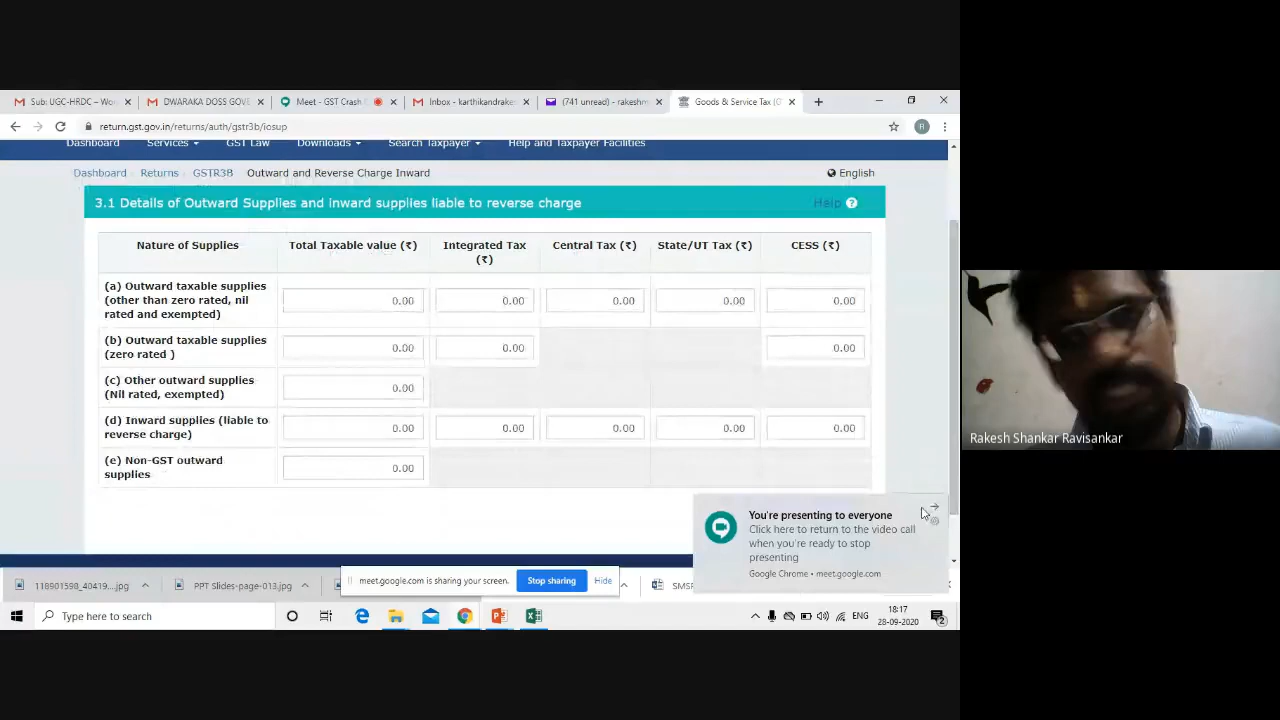 Sub: UGC-HRDC – Wo
DWARAKA DOSS GOVE
Meet - GST Crash
Inbox - karthikandrakes
(741 unread) - rakeshm
Goods & Service Tax (G
return.gst.gov.in/returns/auth/gstr3b/iosup
R
Dashboard
Services
GST Law
Downloads
Search Taxpayer
Help and Taxpayer Facilities
Dashboard
Returns
GSTR3B
Outward and Reverse Charge Inward
English
3.1 Details of Outward Supplies and inward supplies liable to reverse charge
Help
Nature of Supplies
Total Taxable value (₹)
Integrated Tax
(₹)
Central Tax (₹)
State/UT Tax (₹)
CESS (₹)
(a) Outward taxable supplies
(other than zero rated, nil
rated and exempted)
0.00
0.00
0.00
0.00
0.00
(b) Outward taxable supplies
(zero rated )
0.00
0.00
0.00
(c) Other outward supplies
(Nil rated, exempted)
0.00
(d) Inward supplies (liable to
reverse charge)
0.00
0.00
0.00
0.00
0.00
(e) Non-GST outward
supplies
0.00
Rakesh Shankar Ravisankar
You're presenting to everyone
Click here to return to the video call
when you're ready to stop
presenting
Google Chrome • meet.google.com
118901598_40419....jpg
PPT Slides-page-013.jpg
meet.google.com is sharing your screen.
Stop sharing
Hide
SMSF
Type here to search
ENG
18:17
28-09-2020
2